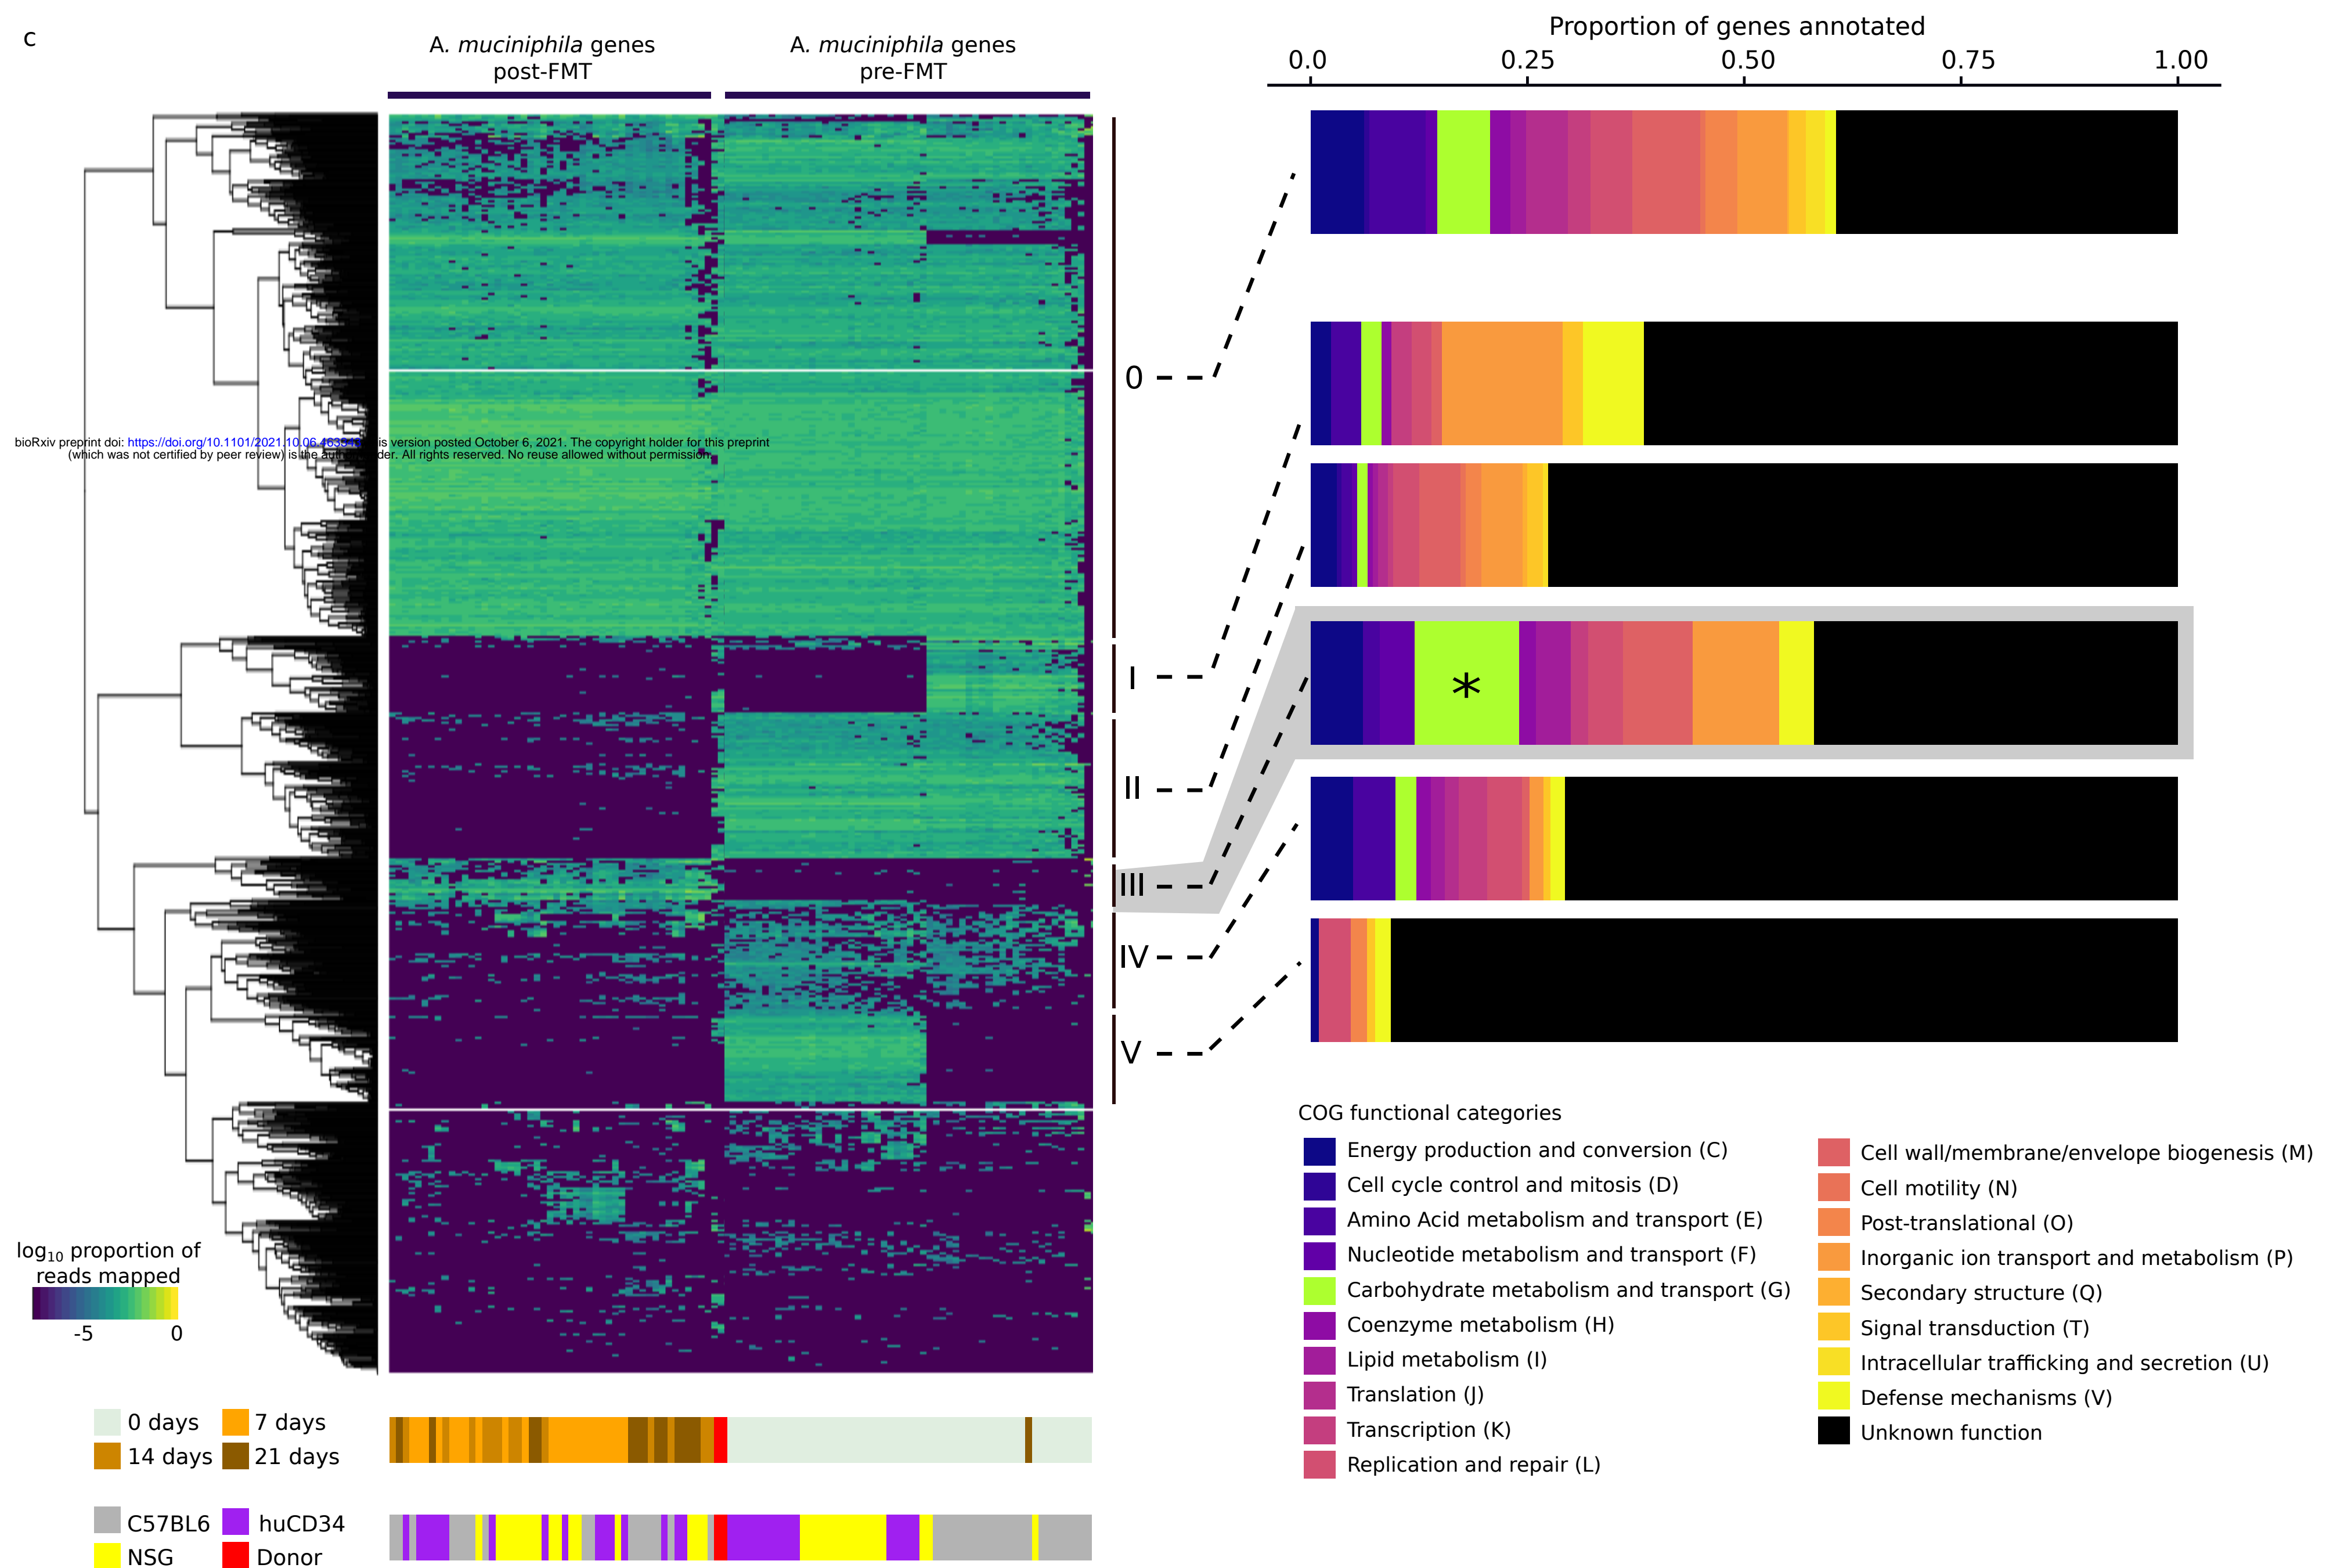 c
A. muciniphila genes
post-FMT
A. muciniphila genes
pre-FMT
Proportion of genes annotated
0.0 0.25 0.50 0.75 1.00
0
I
II
III
IV
V
*
bioRxiv preprint doi: https://doi.org/10.1101/2021.10.06. is version posted October 6, 2021. The copyright holder for this preprint
(which was not certified by peer review) is the der. All rights reserved. No reuse allowed without permission.
log10 proportion of
reads mapped
-5 0
0 days 7 days
14 days 21 days
C57BL6 huCD34
NSG Donor
COG functional categories
Energy production and conversion (C)
Cell cycle control and mitosis (D)
Amino Acid metabolism and transport (E)
Nucleotide metabolism and transport (F)
Carbohydrate metabolism and transport (G)
Coenzyme metabolism (H)
Lipid metabolism (I)
Translation (J)
Transcription (K)
Replication and repair (L)
Cell wall/membrane/envelope biogenesis (M)
Cell motility (N)
Post-translational (O)
Inorganic ion transport and metabolism (P)
Secondary structure (Q)
Signal transduction (T)
Intracellular trafficking and secretion (U)
Defense mechanisms (V)
Unknown function